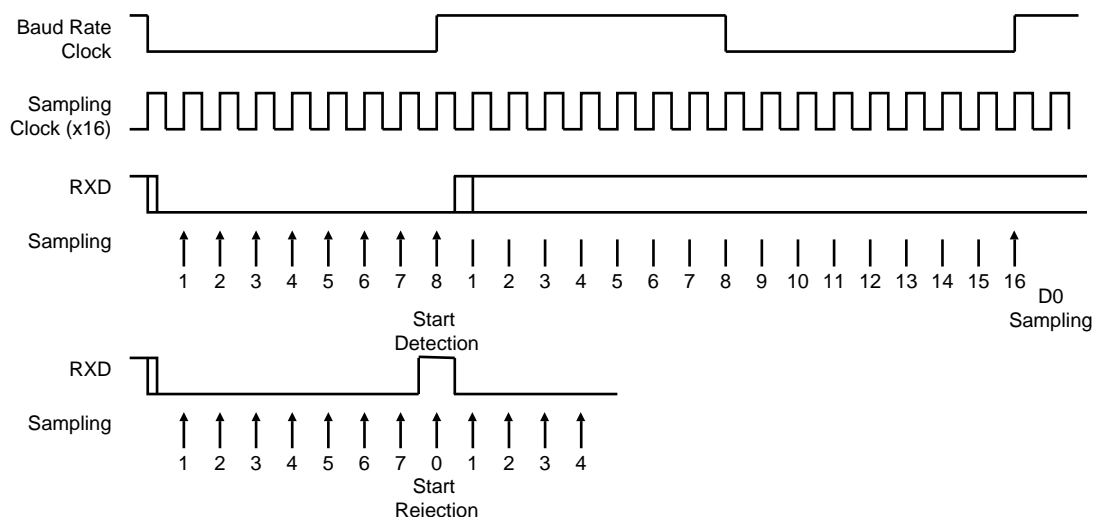 Baud Rate
Clock
Sampling
Clock (x16)
RXD
Sampling
1 2 3 4 5 6 7 8 1 2 3 4 5 6 7 8 9 10 11 12 13 14 15 16
D0
Sampling
Start
Detection
RXD
Sampling
1 2 3 4 5 6 7 0 1 2 3 4
Start
Rejection